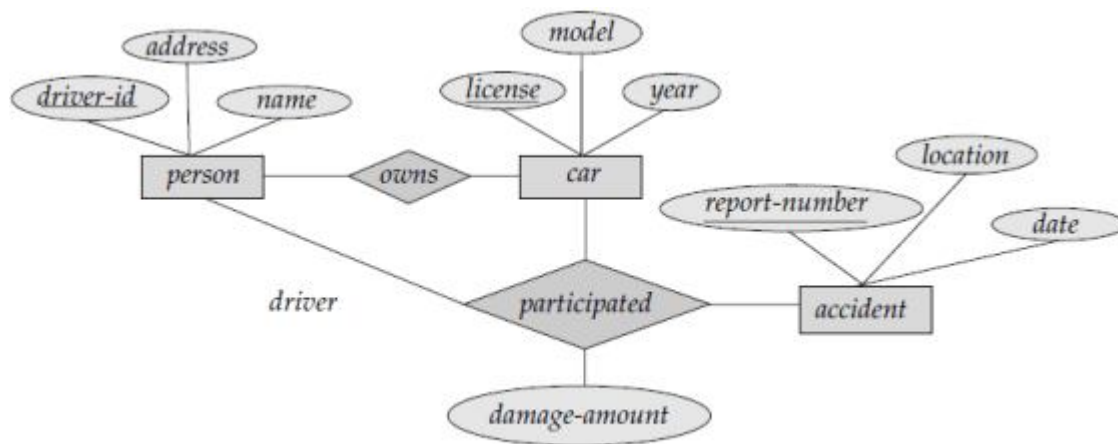 model
address
driver-id
name
license
year
person
owns
car
location
report-number
date
driver
participated
accident
damage-amount